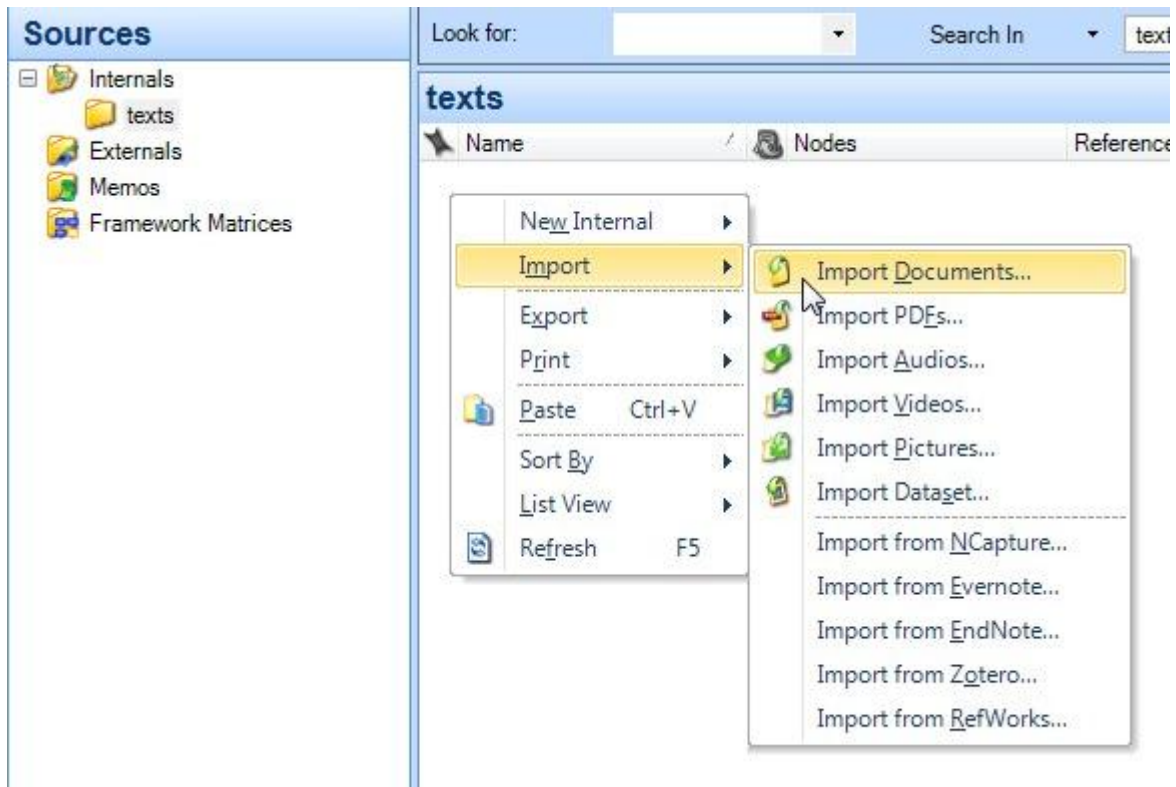 Sources
Internals
texts
Externals
Memos
Framework Matrices
Look for:
Search In
text
texts
Name
Nodes
Reference
New Internal
Import
Export
Print
Paste Ctrl+V
Sort By
List View
Refresh F5
Import Documents...
Import PDFs...
Import Audios...
Import Videos...
Import Pictures...
Import Dataset...
Import from NCapture...
Import from Evernote...
Import from EndNote...
Import from Zotero...
Import from RefWorks...